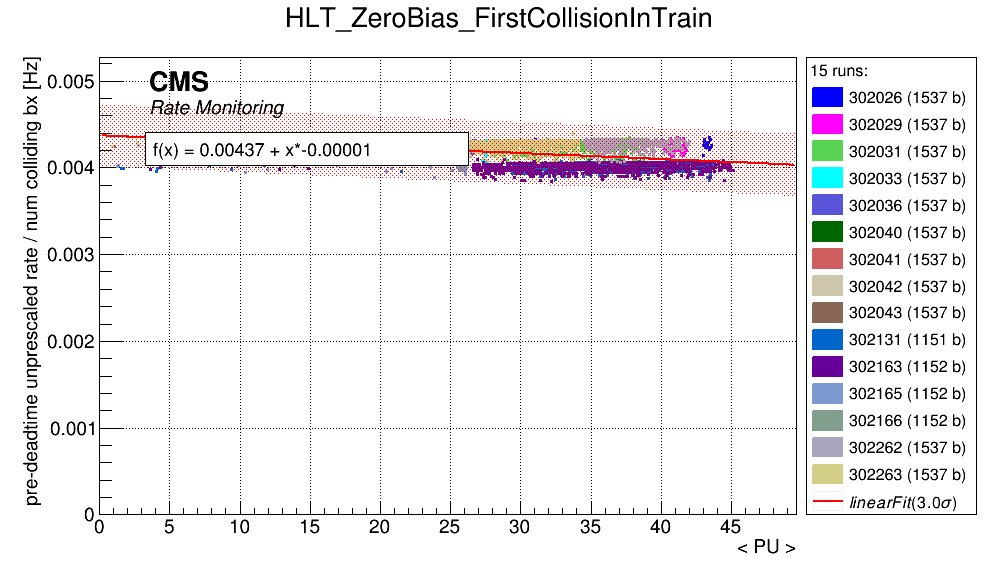 HLT_ZeroBias_FirstCollisionInTrain
pre-deadtime unprescaled rate / num colliding bx [Hz]
CMS
Rate Monitoring
f(x) = 0.00437 + x*-0.00001
0.005
0.004
0.003
0.002
0.001
0
0 5 10 15 20 25 30 35 40 45
< PU >
15 runs:
302026 (1537 b)
302029 (1537 b)
302031 (1537 b)
302033 (1537 b)
302036 (1537 b)
302040 (1537 b)
302041 (1537 b)
302042 (1537 b)
302043 (1537 b)
302131 (1151 b)
302163 (1152 b)
302165 (1152 b)
302166 (1152 b)
302262 (1537 b)
302263 (1537 b)
linearFit(3.0σ)